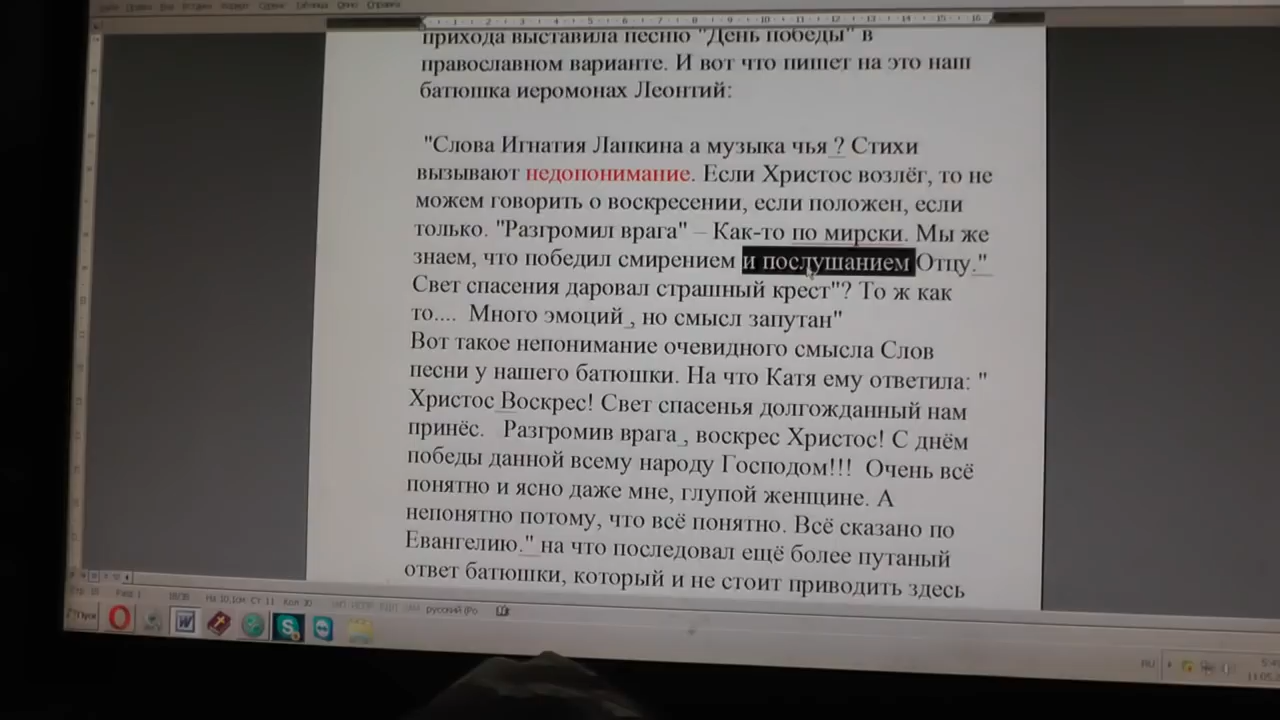 прихода выставила песню "День победы" в
православном варианте. И вот что пишет на это наш
батюшка иеромонах Леонтий:
"Слова Игнатия Лапкина а музыка чья ? Стихи
вызывают недопонимание. Если Христос возлёг, то не
можем говорить о воскресении, если положен, если
только. "Разгромил врага" – Как-то по мирски. Мы же
знаем, что победил смирением и послушанием Отцу."
Свет спасения даровал страшный крест"? То ж как
то.... Много эмоций , но смысл запутан"
Вот такое непонимание очевидного смысла Слов
песни у нашего батюшки. На что Катя ему ответила: "
Христос Воскрес! Свет спасенья долгожданный нам
принёс. Разгромив врага , воскрес Христос! С днём
победы данной всему народу Господом!!! Очень всё
понятно и ясно даже мне, глупой женщине. А
непонятно потому, что всё понятно. Всё сказано по
Евангелию." на что последовал ещё более путаный
ответ батюшки, который и не стоит приводить здесь
русский (Ро
Пуск
RU